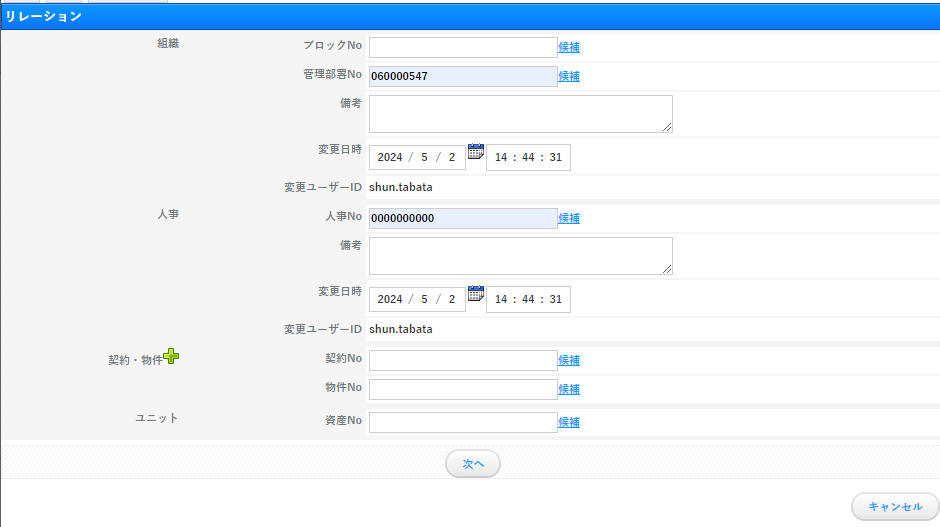 リレーション
組織
ブロックNo
候補
管理部署No
060000547
候補
備考
変更日時
2024 / 5 / 2
14 : 44 : 31
変更ユーザーID
shun.tabata
人事
人事No
0000000000
候補
備考
変更日時
2024 / 5 / 2
14 : 44 : 31
変更ユーザーID
shun.tabata
契約・物件
契約No
候補
物件No
候補
ユニット
資産No
候補
次へ
キャンセル